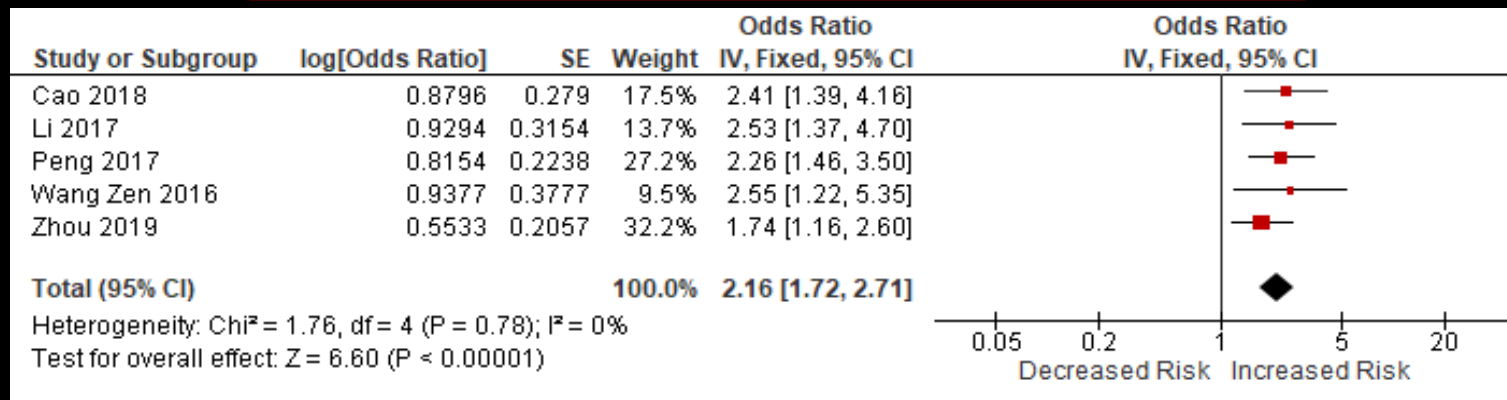 Odds Ratio Odds Ratio
Study or Subgroup log[Odds Ratio] SE Weight IV, Fixed, 95% CI IV, Fixed, 95% CI
Cao 2018 0.8796 0.279 17.5% 2.41 [1.39, 4.16]
Li 2017 0.9294 0.3154 13.7% 2.53 [1.37, 4.70]
Peng 2017 0.8154 0.2238 27.2% 2.26 [1.46, 3.50]
Wang Zen 2016 0.9377 0.3777 9.5% 2.55 [1.22, 5.35]
Zhou 2019 0.5533 0.2057 32.2% 1.74 [1.16, 2.60]
Total (95% CI) 100.0% 2.16 [1.72, 2.71]
Heterogeneity: Chi² = 1.76, df = 4 (P = 0.78); I² = 0%
Test for overall effect: Z = 6.60 (P < 0.00001)
0.05 0.2 1 5 20
Decreased Risk Increased Risk